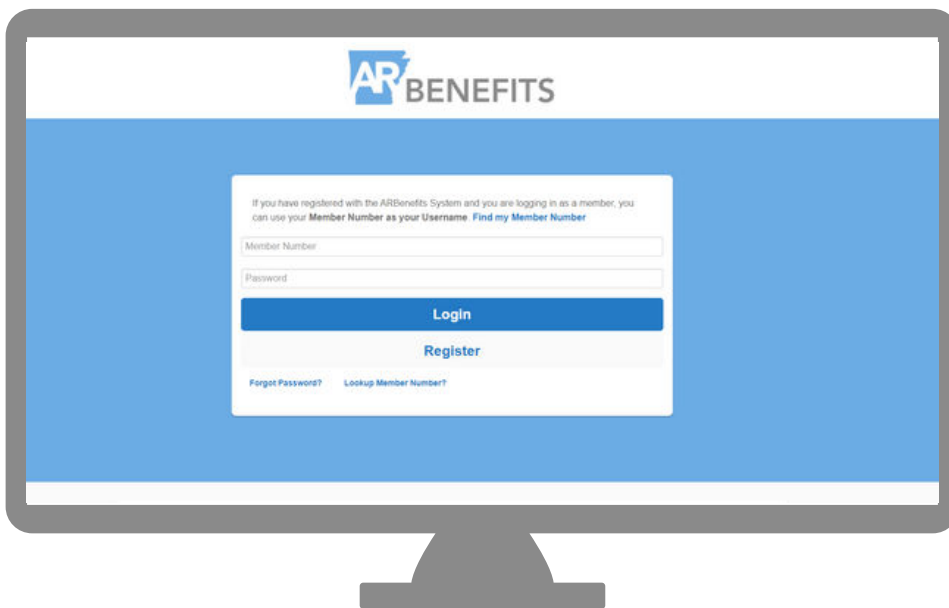 AR BENEFITS
If you have registered with the ARBenefits System and you are logging in as a member, you
can use your Member Number as your Username. Find my Member Number
Member Number
Password
Login
Register
Forgot Password? Lookup Member Number?